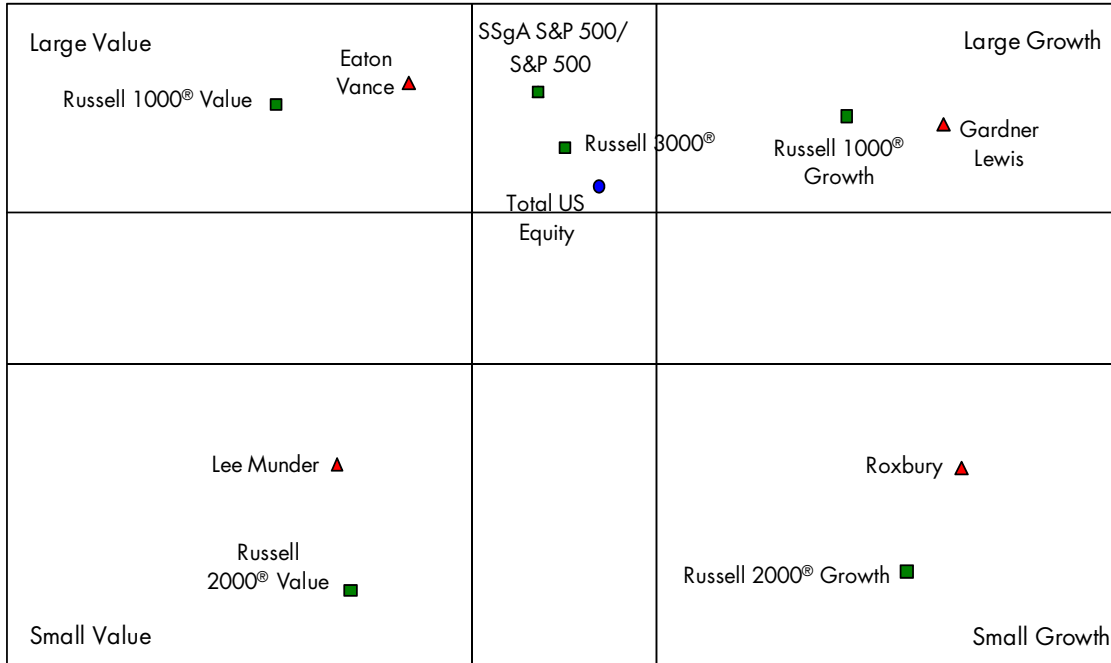 Large Value
SSgA S&P 500/
S&P 500
Large Growth
Eaton
Vance
Russell 1000® Value
Russell 3000®
Russell 1000®
Growth
Gardner
Lewis
Total US
Equity
Lee Munder
Roxbury
Russell
2000® Value
Russell 2000® Growth
Small Value
Small Growth